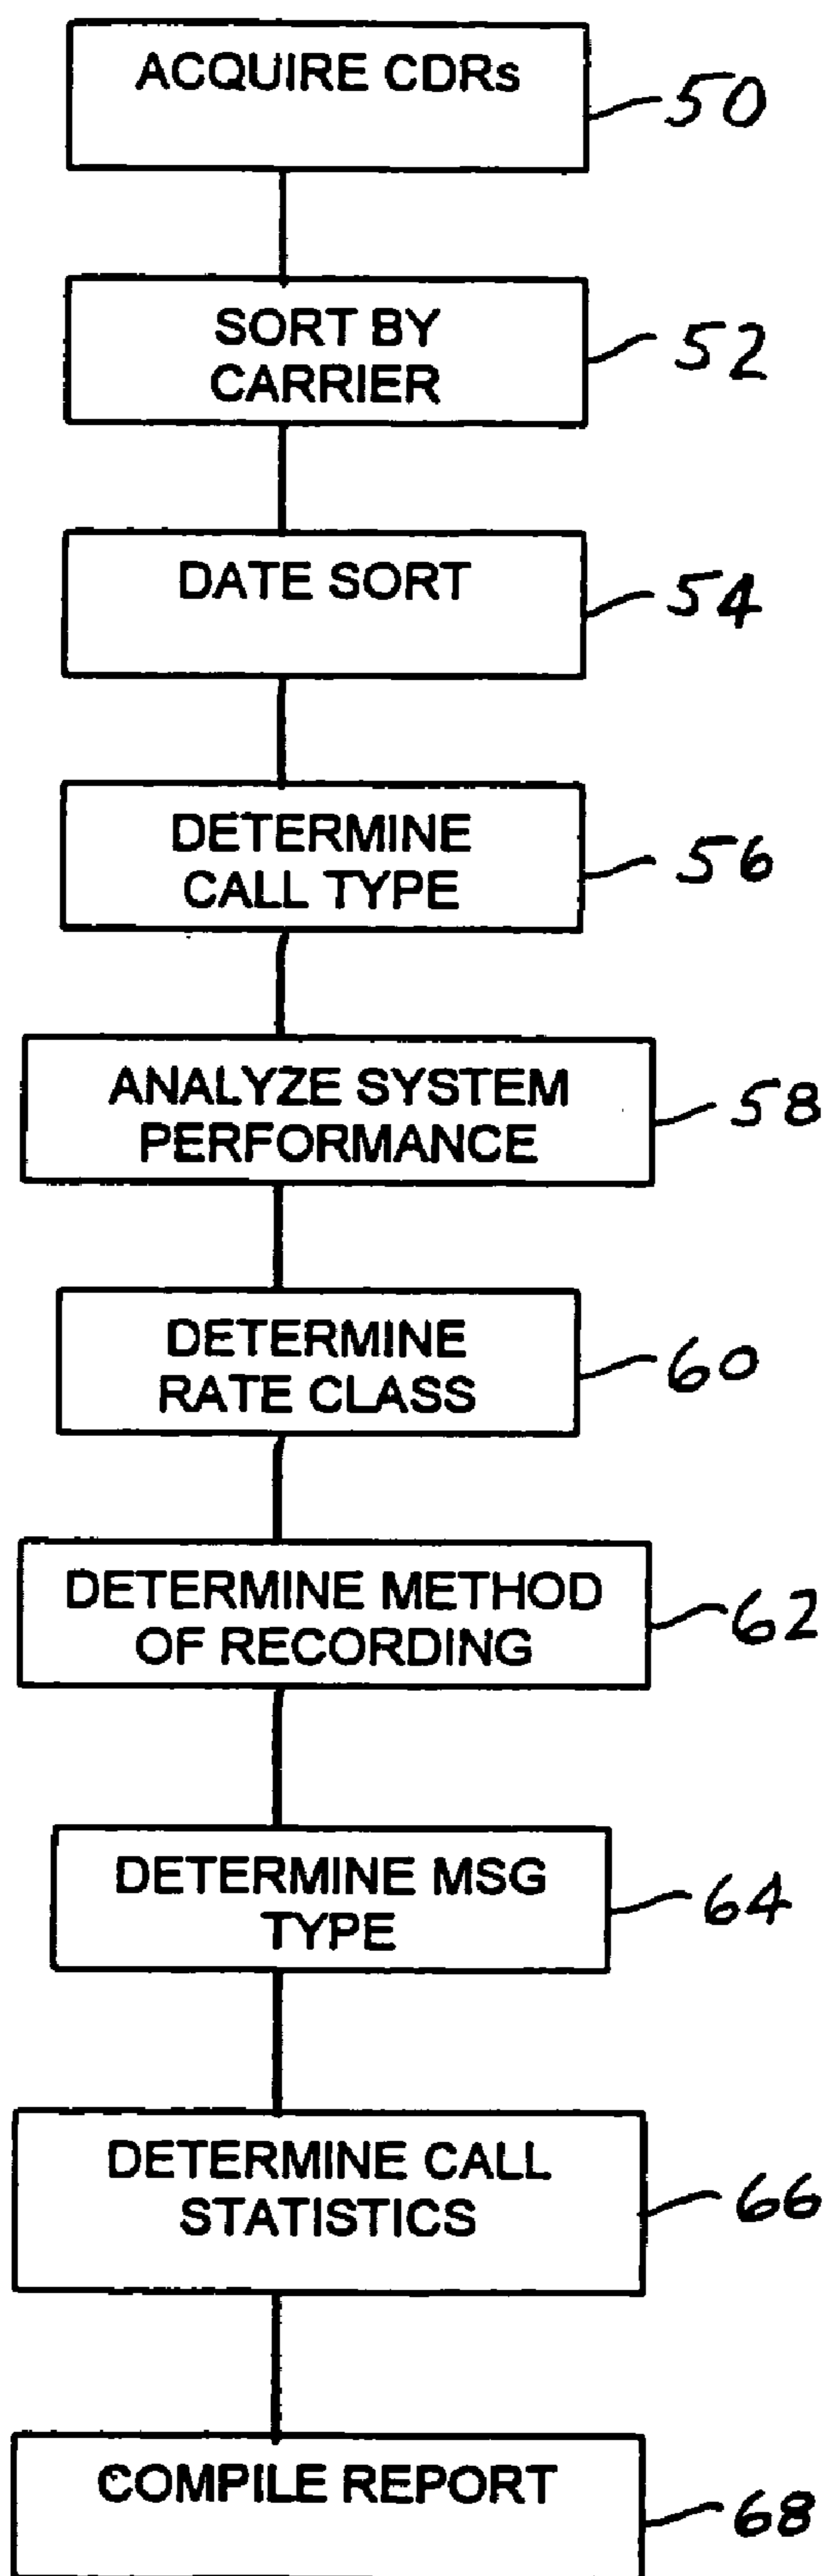 ACQUIRE CDRs
50
SORT BY
CARRIER
52
DATE SORT
54
DETERMINE
CALL TYPE
56
ANALYZE SYSTEM
PERFORMANCE
58
DETERMINE
RATE CLASS
60
DETERMINE METHOD
OF RECORDING
62
DETERMINE MSG
TYPE
64
DETERMINE CALL
STATISTICS
66
COMPILE REPORT
68